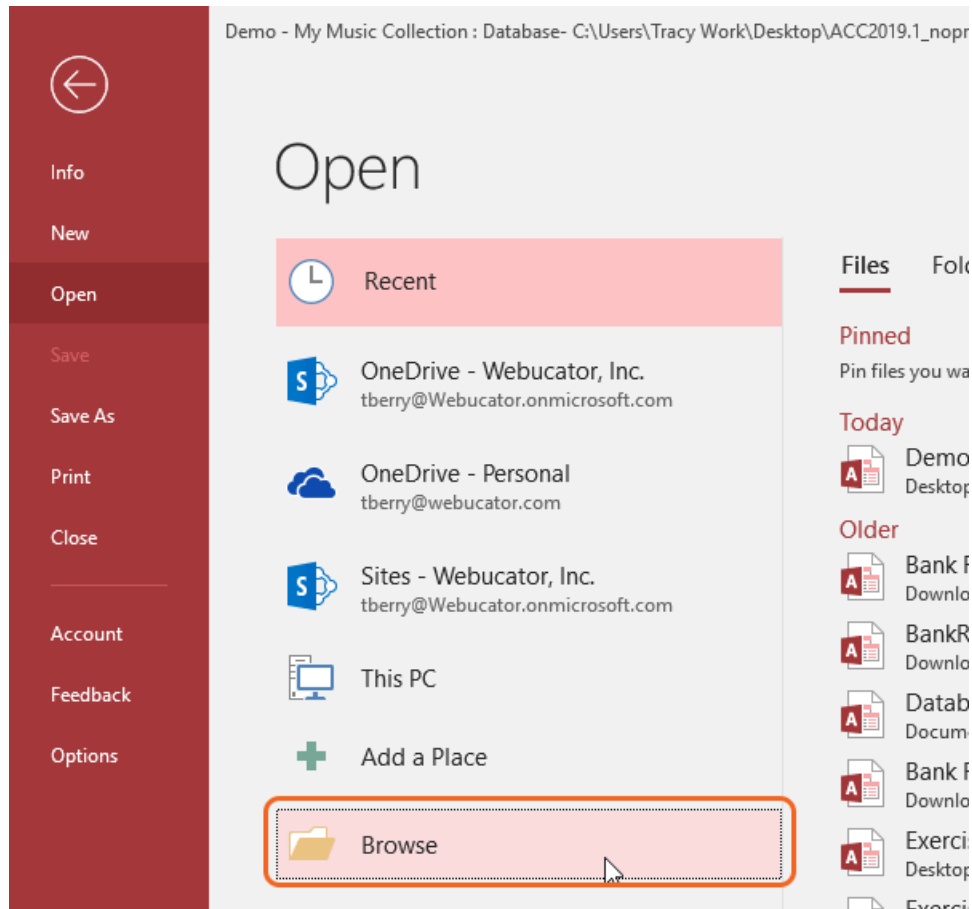 Demo - My Music Collection : Database- C:\Users\Tracy Work\Desktop\ACC2019.1_nopr
Info
New
Open
Save
Save As
Print
Close
Account
Feedback
Options
Open
Recent
OneDrive - Webucator, Inc.
tberry@Webucator.onmicrosoft.com
OneDrive - Personal
tberry@webucator.com
Sites - Webucator, Inc.
tberry@Webucator.onmicrosoft.com
This PC
Add a Place
Browse
Files Fol
Pinned
Pin files you wa
Today
Demo
Desktop
Older
Bank
Downlo
BankR
Downlo
Datab
Docum
Bank
Downlo
Exerci
Desktop